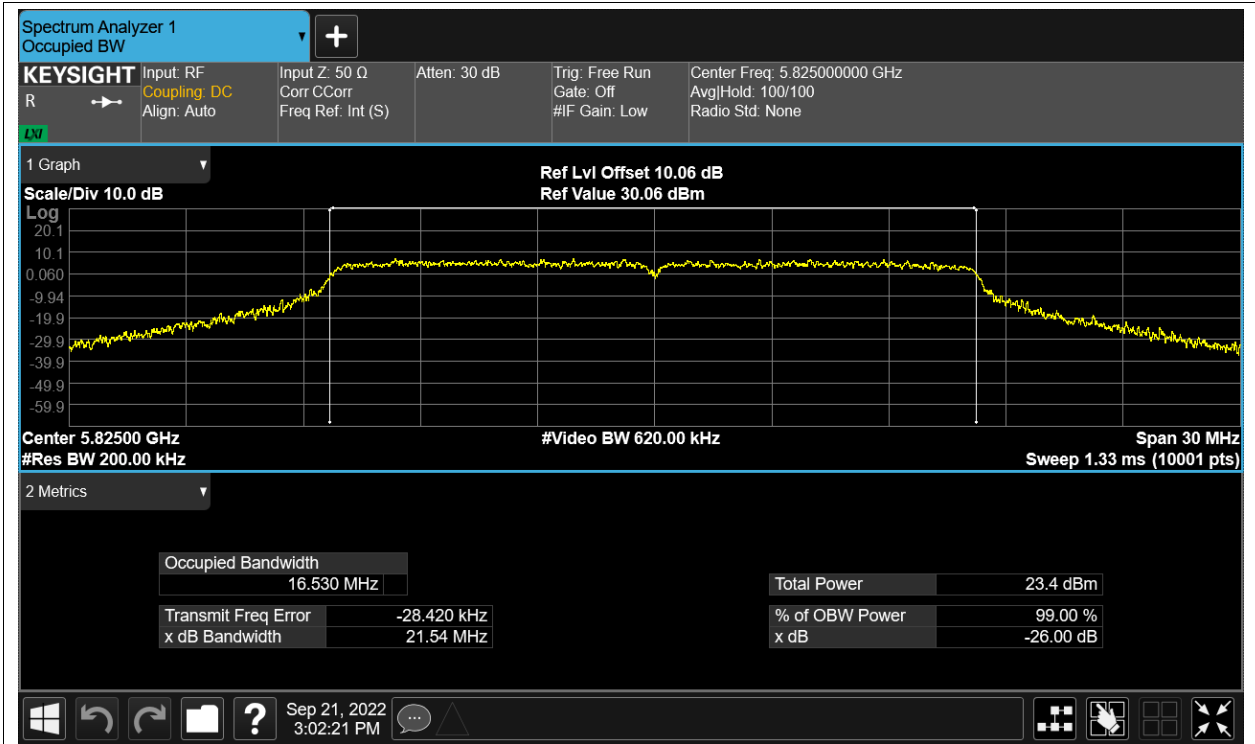 Spectrum Analyzer 1
Occupied BW
KEYSIGHT
R
LXI
Input: RF
Coupling: DC
Align: Auto
Input Z: 50 Ω
Corr CCorr
Freq Ref: Int (S)
Atten: 30 dB
Trig: Free Run
Gate: Off
#IF Gain: Low
Center Freq: 5.825000000 GHz
Avg|Hold: 100/100
Radio Std: None
1 Graph
Scale/Div 10.0 dB
Ref Lvl Offset 10.06 dB
Ref Value 30.06 dBm
Log
20.1
10.1
0.060
-9.94
-19.9
-29.9
-39.9
-49.9
-59.9
Center 5.82500 GHz
#Video BW 620.00 kHz
Span 30 MHz
#Res BW 200.00 kHz
Sweep 1.33 ms (10001 pts)
2 Metrics
Occupied Bandwidth
16.530 MHz
Total Power 23.4 dBm
Transmit Freq Error -28.420 kHz
% of OBW Power 99.00 %
x dB Bandwidth 21.54 MHz
x dB -26.00 dB
?
Sep 21, 2022
3:02:21 PM